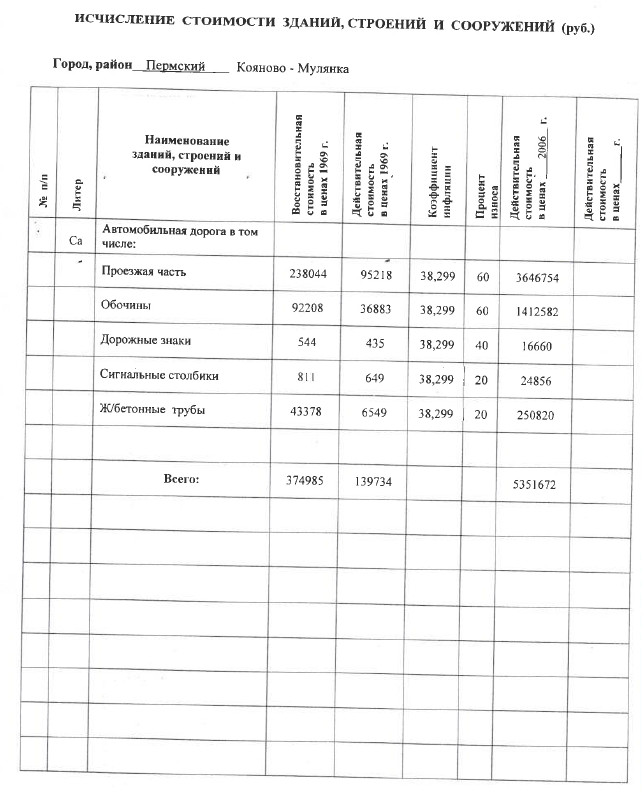 ИСЧИСЛЕНИЕ СТОИМОСТИ ЗДАНИЙ, СТРОЕНИЙ И СООРУЖЕНИЙ (руб.)
Город, район Пермский Кояново - Мулянка
№ п/п
Литер
Наименование
зданий, строений и
сооружений
Восстановительная
стоимость
в ценах 1969 г.
Действительная
стоимость
в ценах 1969 г.
Коэффициент
инфляции
Процент
износа
Действительная
стоимость
в ценах 2006 г.
Действительная
стоимость
в ценах г.
Са Автомобильная дорога в том
числе:
Проезжая часть 238044 95218 38,299 60 3646754
Обочины 92208 36883 38,299 60 1412582
Дорожные знаки 544 435 38,299 40 16660
Сигнальные столбики 811 649 38,299 20 24856
Ж/бетонные трубы 43378 6549 38,299 20 250820
Всего: 374985 139734 5351672